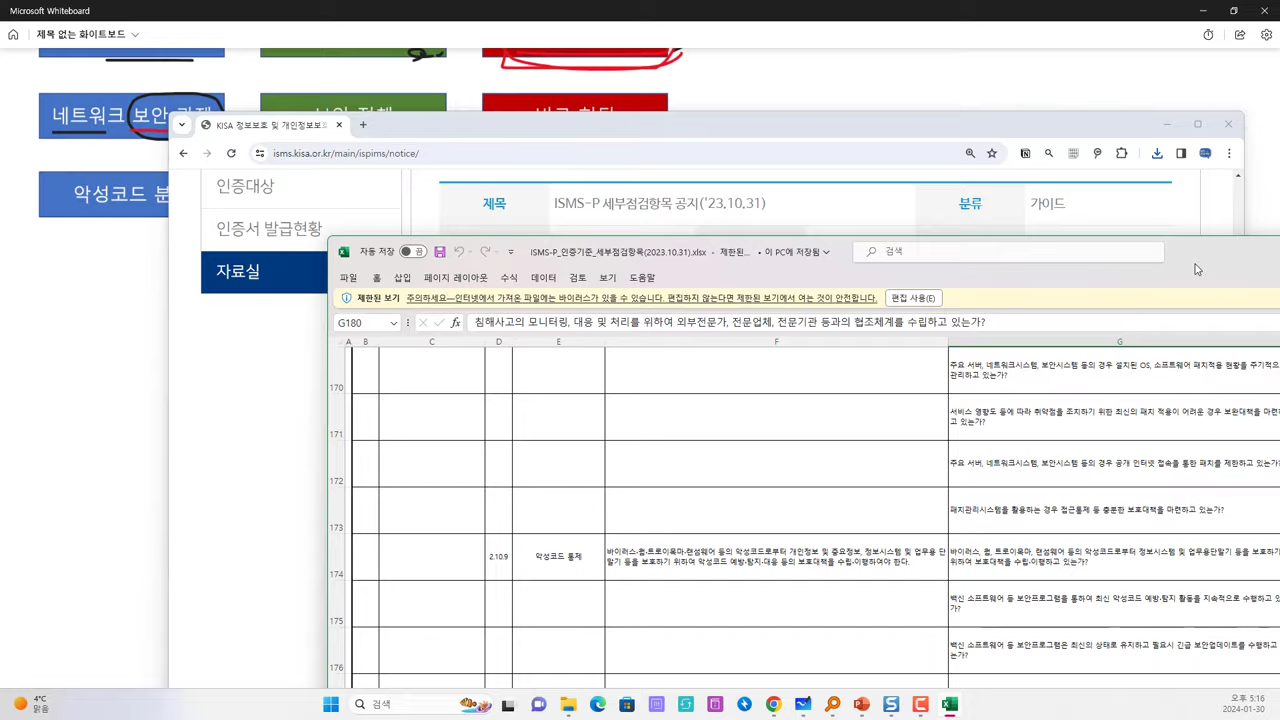 Microsoft Whiteboard
제목 없는 화이트보드
네트워크 보안
악성코드 분
KISA 정보보호 및 개인정보보호
isms.kisa.or.kr/main/ispims/notice/
인증대상
인증서 발급현황
자료실
제목
ISMS-P 세부점검항목 공지('23.10.31)
분류
가이드
자동 저장 끔
ISMS-P_인증기준_세부점검항목(2023.10.31).xlsx - 제한된... • 이 PC에 저장됨
검색
파일 홈 삽입 페이지 레이아웃 수식 데이터 검토 보기 도움말
제한된 보기 주의하세요—인터넷에서 가져온 파일에는 바이러스가 있을 수 있습니다. 편집하지 않는다면 제한된 보기에서 여는 것이 안전합니다. 편집 사용(E)
G180 fx 침해사고의 모니터링, 대응 및 처리를 위하여 외부전문가, 전문업체, 전문기관 등과의 협조체계를 수립하고 있는가?
A B C D E F G
주요 서버, 네트워크시스템, 보안시스템 등의 경우 설치된 OS, 소프트웨어 패치적용 현황을 주기적으
관리하고 있는가?
170
서비스 영향도 등에 따라 취약점을 조치하기 위한 최신의 패치 적용이 어려운 경우 보완대책을 마련하
고 있는가?
171
주요 서버, 네트워크시스템, 보안시스템 등의 경우 공개 인터넷 접속을 통한 패치를 제한하고 있는가?
172
패치관리시스템을 활용하는 경우 접근통제 등 충분한 보호대책을 마련하고 있는가?
173
2.10.9
악성코드 통제
바이러스·웜·트로이목마·랜섬웨어 등의 악성코드로부터 개인정보 및 중요정보, 정보시스템 및 업무용 단
말기 등을 보호하기 위하여 악성코드 예방·탐지·대응 등의 보호대책을 수립·이행하여야 한다.
바이러스, 웜, 트로이목마, 랜섬웨어 등의 악성코드로부터 정보시스템 및 업무용단말기 등을 보호하기
위하여 보호대책을 수립·이행하고 있는가?
174
백신 소프트웨어 등 보안프로그램을 통하여 최신 악성코드 예방·탐지 활동을 지속적으로 수행하고 있
는가?
175
백신 소프트웨어 등 보안프로그램은 최신의 상태로 유지하고 필요시 긴급 보안업데이트를 수행하고 있
는가?
176
4°C
맑음
검색
오후 5:16
2024-01-30